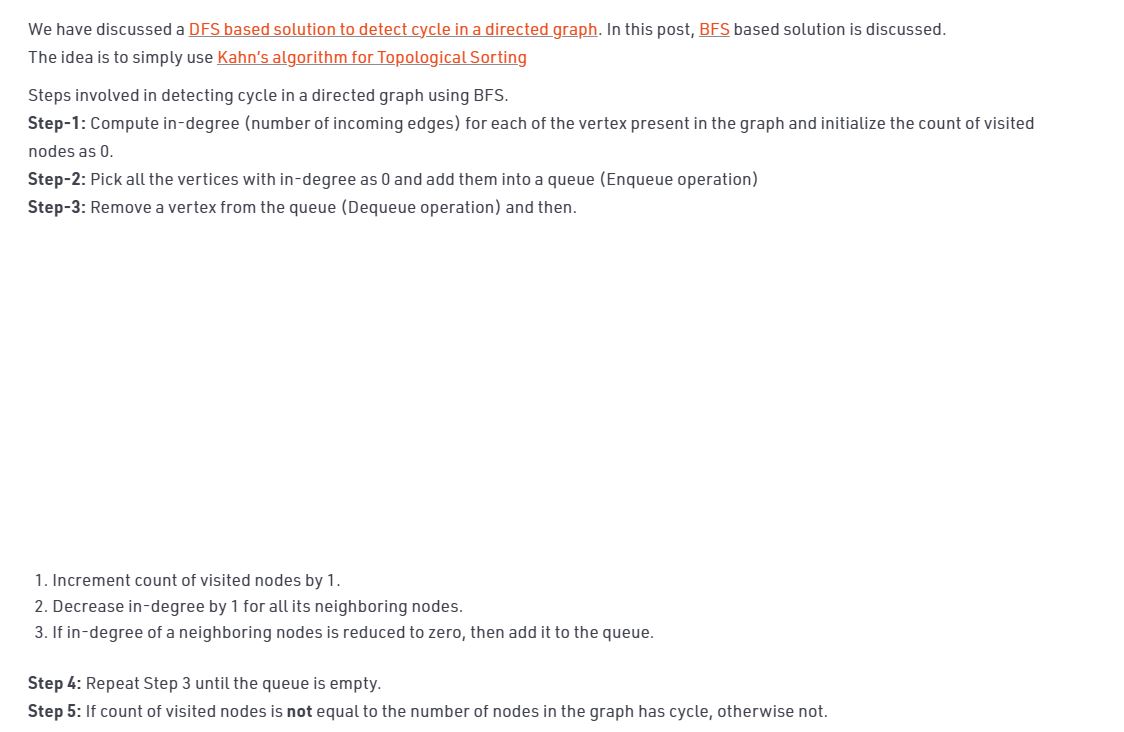 We have discussed a DFS based solution to detect cycle in a directed graph. In this post, BFS based solution is discussed.
The idea is to simply use Kahn's algorithm for Topological Sorting
Steps involved in detecting cycle in a directed graph using BFS.
Step-1: Compute in-degree (number of incoming edges) for each of the vertex present in the graph and initialize the count of visited
nodes as 0.
Step-2: Pick all the vertices with in-degree as 0 and add them into a queue (Enqueue operation)
Step-3: Remove a vertex from the queue (Dequeue operation) and then.
1. Increment count of visited nodes by 1.
2. Decrease in-degree by 1 for all its neighboring nodes.
3. If in-degree of a neighboring nodes is reduced to zero, then add it to the queue.
Step 4: Repeat Step 3 until the queue is empty.
Step 5: If count of visited nodes is not equal to the number of nodes in the graph has cycle, otherwise not.